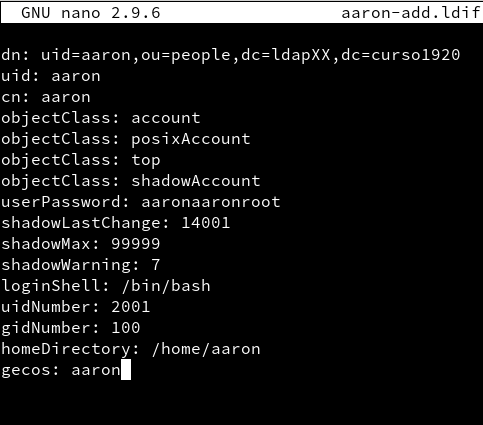 GNU nano 2.9.6 aaron-add.ldif
dn: uid=aaron,ou=people,dc=ldapXX,dc=curso1920
uid: aaron
cn: aaron
objectClass: account
objectClass: posixAccount
objectClass: top
objectClass: shadowAccount
userPassword: aaronaaronroot
shadowLastChange: 14001
shadowMax: 99999
shadowWarning: 7
loginShell: /bin/bash
uidNumber: 2001
gidNumber: 100
homeDirectory: /home/aaron
gecos: aaron